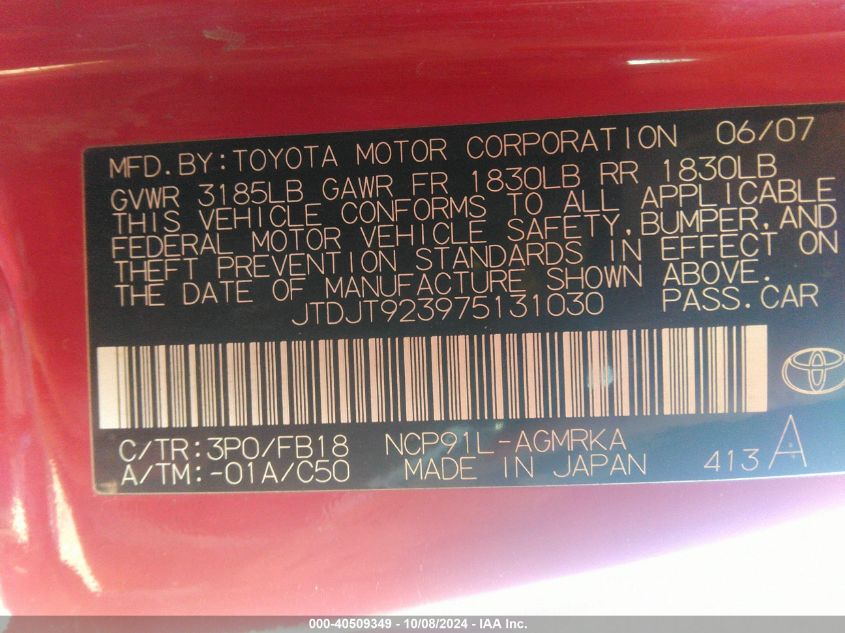 MFD.BY:TOYOTA MOTOR CORPORATION 06/07
GVWR 3185LB GAWR FR 1830LB RR 1830LB
THIS VEHICLE CONFORMS TO ALL APPLICABLE
FEDERAL MOTOR VEHICLE SAFETY,BUMPER,AND
THEFT PREVENTION STANDARDS IN EFFECT ON
THE DATE OF MANUFACTURE SHOWN ABOVE.
JTDJT923975131030 PASS.CAR
C/TR:3P0/FB18 NCP91L-AGMRKA
A/TM:-01A/C50 MADE IN JAPAN 413A
000-40509349 - 10/08/2024 - IAA Inc.